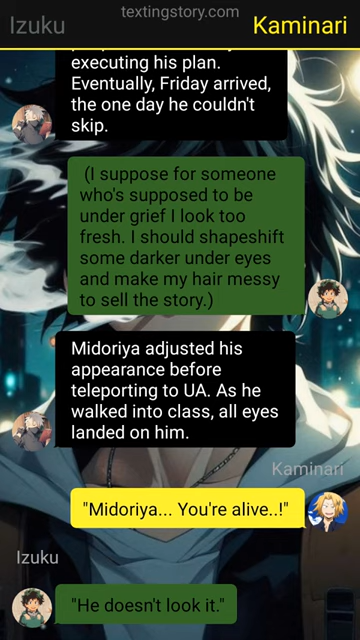 textingstory.com
Izuku
Kaminari
executing his plan.
Eventually, Friday arrived,
the one day he couldn't
skip.
(I suppose for someone
who's supposed to be
under grief I look too
fresh. I should shapeshift
some darker under eyes
and make my hair messy
to sell the story.)
Midoriya adjusted his
appearance before
teleporting to UA. As he
walked into class, all eyes
landed on him.
Kaminari
"Midoriya... You're alive..!"
Izuku
"He doesn't look it."